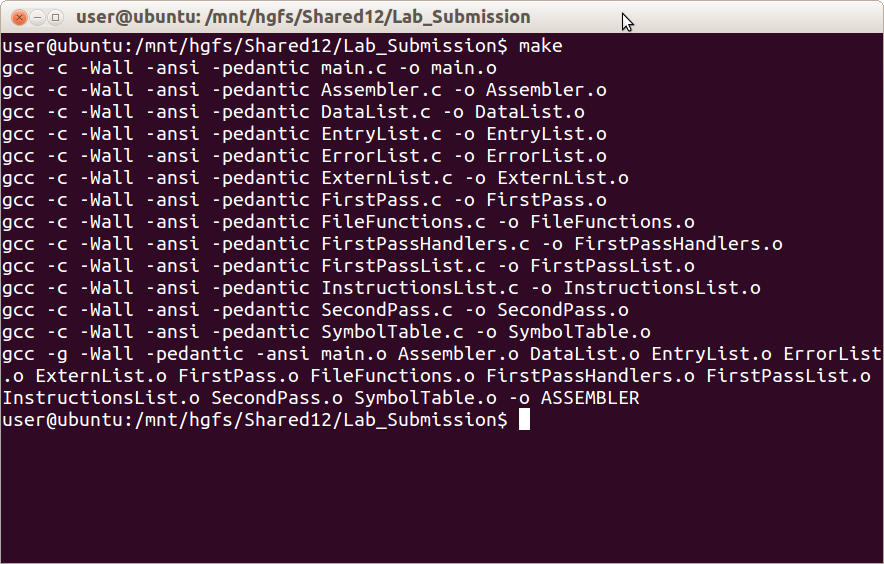 user@ubuntu: /mnt/hgfs/Shared12/Lab_Submission
user@ubuntu:/mnt/hgfs/Shared12/Lab_Submission$ make
gcc -c -Wall -ansi -pedantic main.c -o main.o
gcc -c -Wall -ansi -pedantic Assembler.c -o Assembler.o
gcc -c -Wall -ansi -pedantic DataList.c -o DataList.o
gcc -c -Wall -ansi -pedantic EntryList.c -o EntryList.o
gcc -c -Wall -ansi -pedantic ErrorList.c -o ErrorList.o
gcc -c -Wall -ansi -pedantic ExternList.c -o ExternList.o
gcc -c -Wall -ansi -pedantic FirstPass.c -o FirstPass.o
gcc -c -Wall -ansi -pedantic FileFunctions.c -o FileFunctions.o
gcc -c -Wall -ansi -pedantic FirstPassHandlers.c -o FirstPassHandlers.o
gcc -c -Wall -ansi -pedantic FirstPassList.c -o FirstPassList.o
gcc -c -Wall -ansi -pedantic InstructionsList.c -o InstructionsList.o
gcc -c -Wall -ansi -pedantic SecondPass.c -o SecondPass.o
gcc -c -Wall -ansi -pedantic SymbolTable.c -o SymbolTable.o
gcc -g -Wall -pedantic -ansi main.o Assembler.o DataList.o EntryList.o ErrorList
.o ExternList.o FirstPass.o FileFunctions.o FirstPassHandlers.o FirstPassList.o
InstructionsList.o SecondPass.o SymbolTable.o -o ASSEMBLER
user@ubuntu:/mnt/hgfs/Shared12/Lab_Submission$